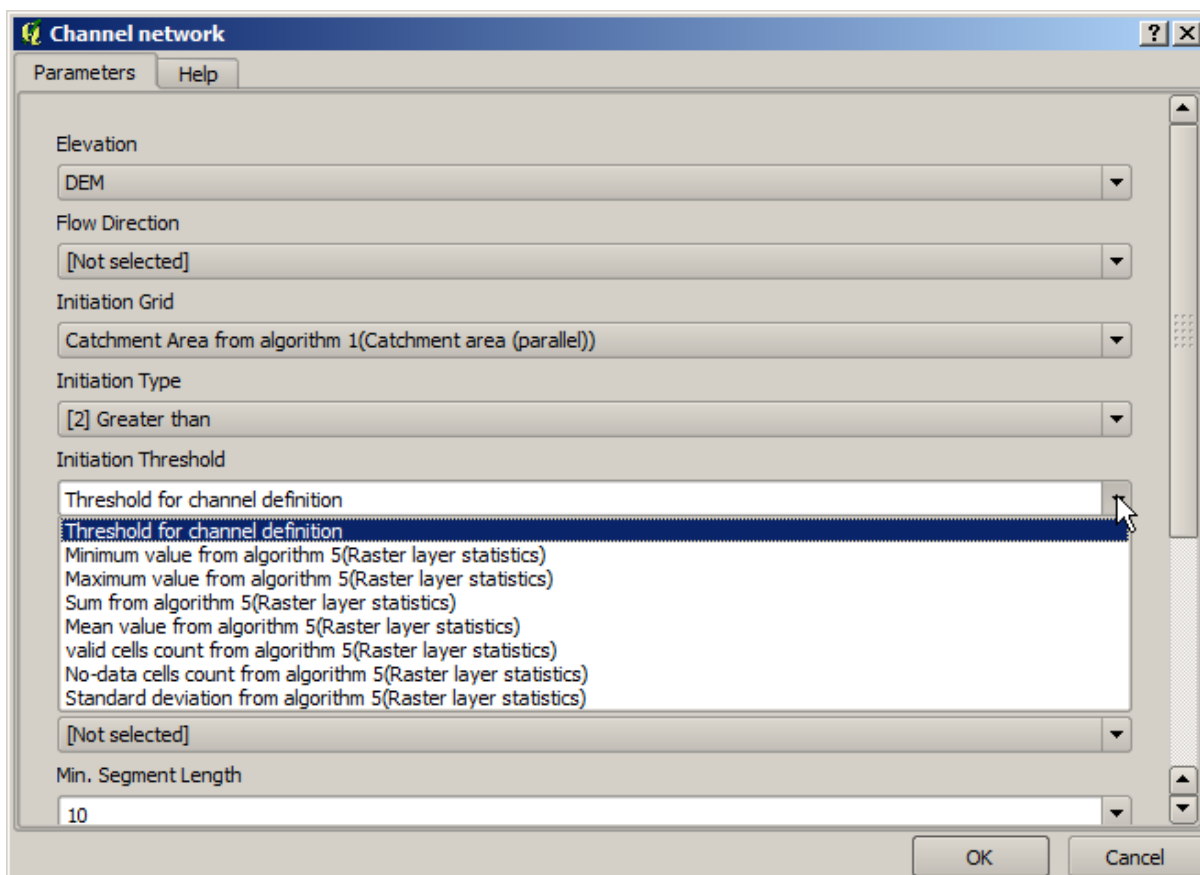 Channel network
Parameters Help
Elevation
DEM
Flow Direction
[Not selected]
Initiation Grid
Catchment Area from algorithm 1(Catchment area (parallel))
Initiation Type
[2] Greater than
Initiation Threshold
Threshold for channel definition
Threshold for channel definition
Minimum value from algorithm 5(Raster layer statistics)
Maximum value from algorithm 5(Raster layer statistics)
Sum from algorithm 5(Raster layer statistics)
Mean value from algorithm 5(Raster layer statistics)
valid cells count from algorithm 5(Raster layer statistics)
No-data cells count from algorithm 5(Raster layer statistics)
Standard deviation from algorithm 5(Raster layer statistics)
[Not selected]
Min. Segment Length
10
OK Cancel